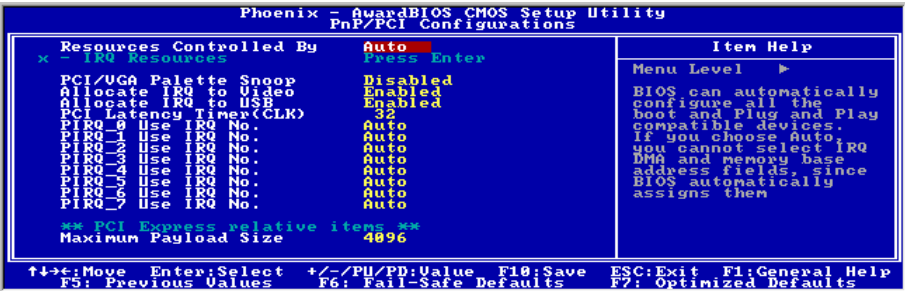 Phoenix - AwardBIOS CMOS Setup Utility
PnP/PCI Configurations
Resources Controlled By Auto
x - IRQ Resources Press Enter
PCI/VGA Palette Snoop Disabled
Allocate IRQ to Video Enabled
Allocate IRQ to USB Enabled
PCI Latency Timer(CLK) 32
PIRQ_0 Use IRQ No. Auto
PIRQ_1 Use IRQ No. Auto
PIRQ_2 Use IRQ No. Auto
PIRQ_3 Use IRQ No. Auto
PIRQ_4 Use IRQ No. Auto
PIRQ_5 Use IRQ No. Auto
PIRQ_6 Use IRQ No. Auto
PIRQ_7 Use IRQ No. Auto
** PCI Express relative items **
Maximum Payload Size 4096
Item Help
Menu Level ►
BIOS can automatically
configure all the
boot and Plug and Play
compatible devices.
If you choose Auto,
you cannot select IRQ
DMA and memory base
address fields, since
BIOS automatically
assigns them
↑↓→←:Move Enter:Select +/-/PU/PD:Value F10:Save ESC:Exit F1:General Help
F5: Previous Values F6: Fail-Safe Defaults F7: Optimized Defaults